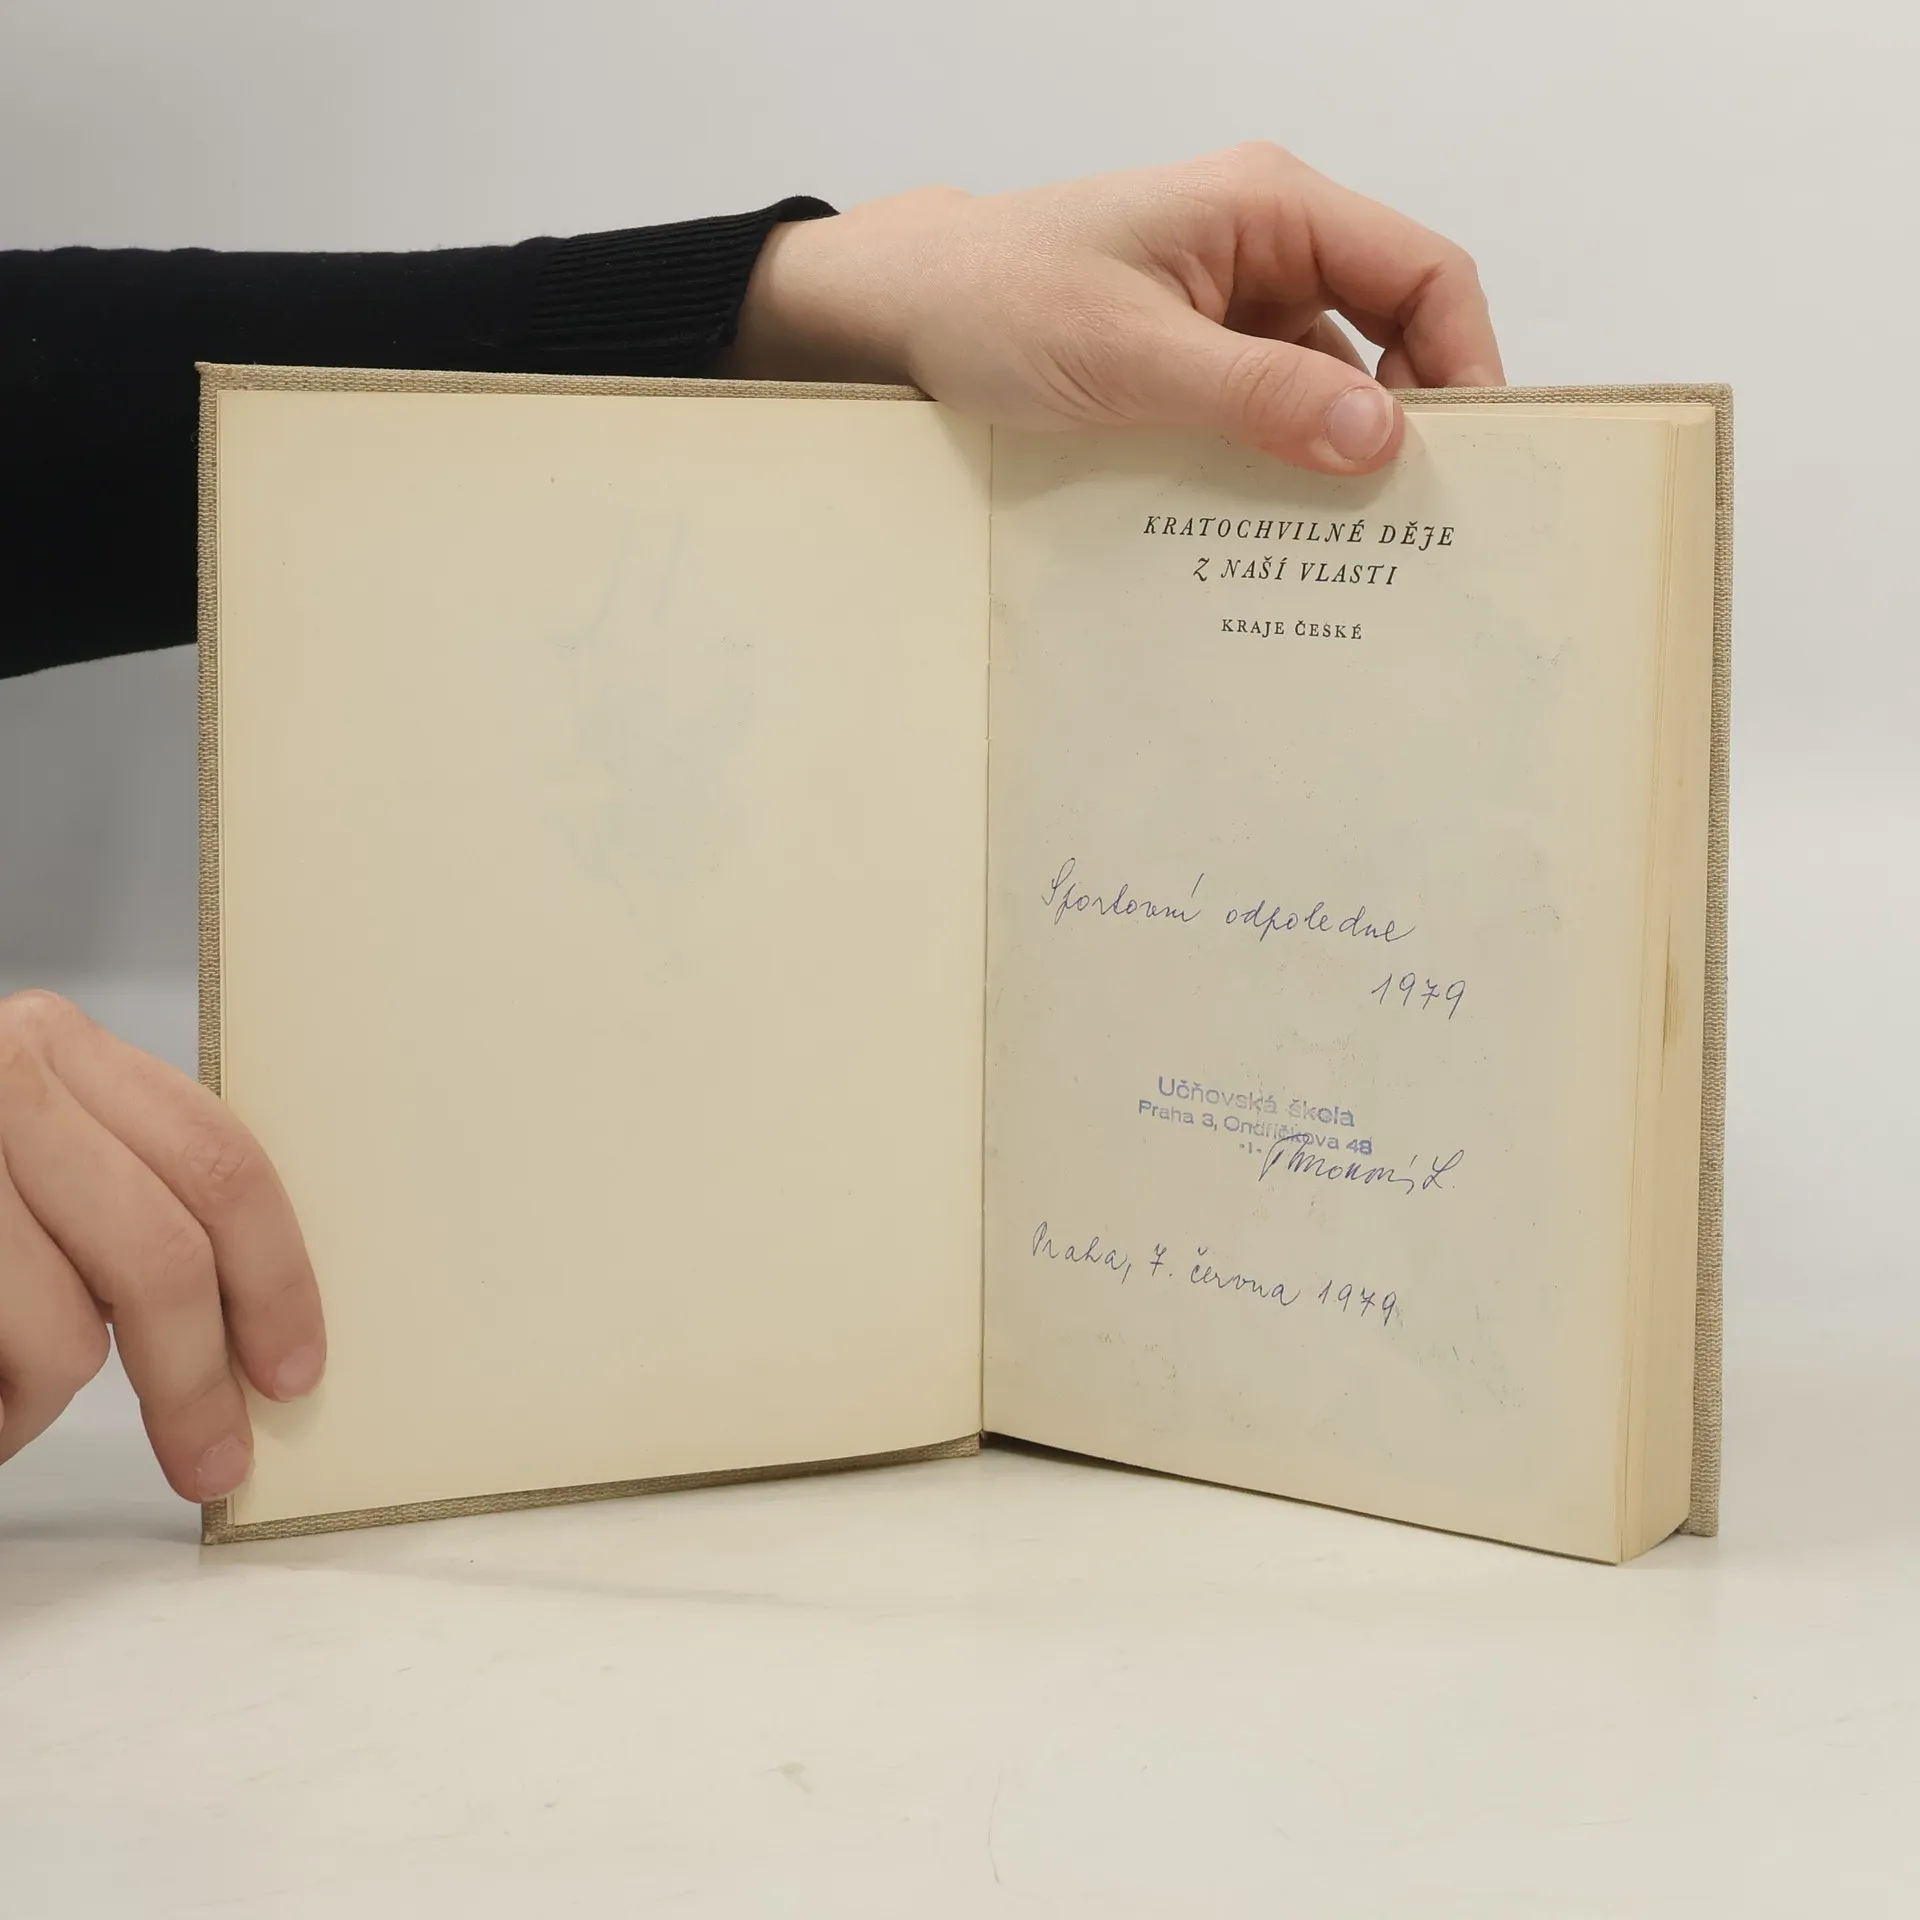 KRATOCHVILNÉ DĚJE
Z NAŠÍ VLASTI
KRAJE ČESKÉ
Sportovní odpoledne
1979
Učňovská škola
Praha 3, Ondříčkova 48
-1-
L.
Praha, 7. června 1979